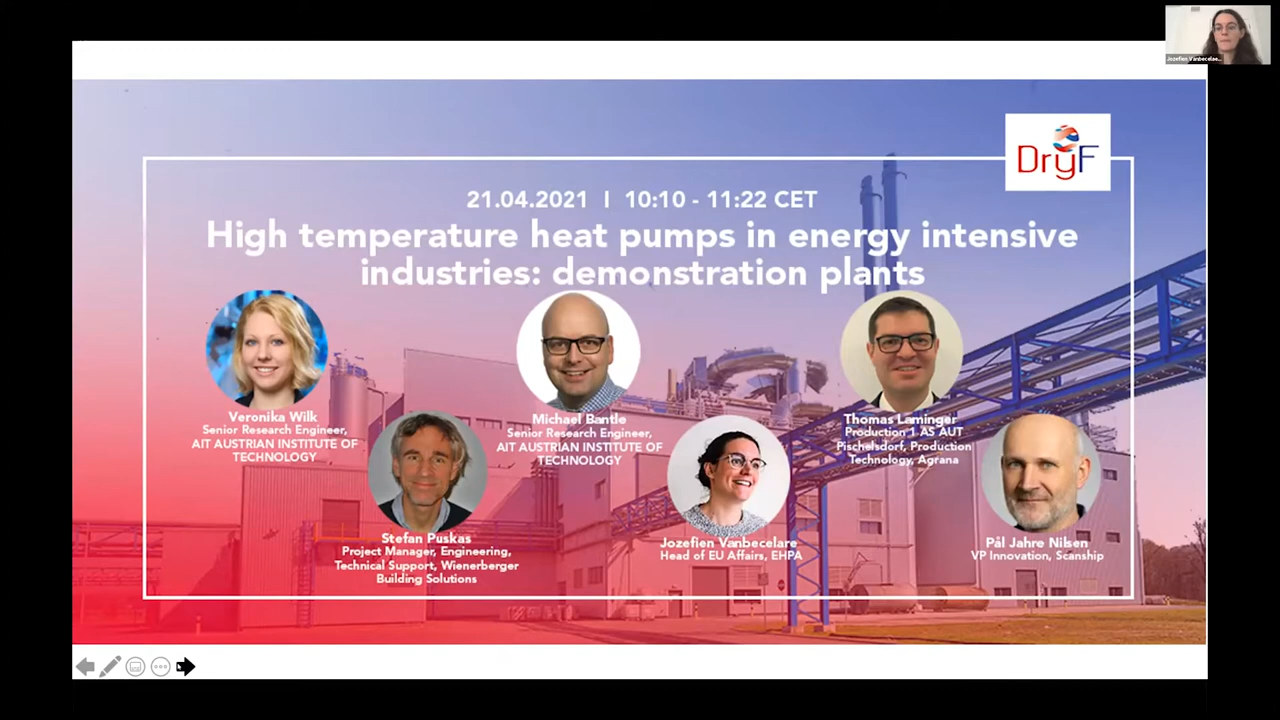 Jozefien Vanbecelae...
DryF
21.04.2021 I 10:10 - 11:22 CET
High temperature heat pumps in energy intensive
industries: demonstration plants
Veronika Wilk
Senior Research Engineer,
AIT AUSTRIAN INSTITUTE OF
TECHNOLOGY
Stefan Puskas
Project Manager, Engineering,
Technical Support, Wienerberger
Building Solutions
Michael Bantle
Senior Research Engineer,
AIT AUSTRIAN INSTITUTE OF
TECHNOLOGY
Jozefien Vanbecelare
Head of EU Affairs, EHPA
Thomas Laminger
Production 1 AS AUT
Pischelsdorf, Production
Technology, Agrana
Pål Jahre Nilsen
VP Innovation, Scanship